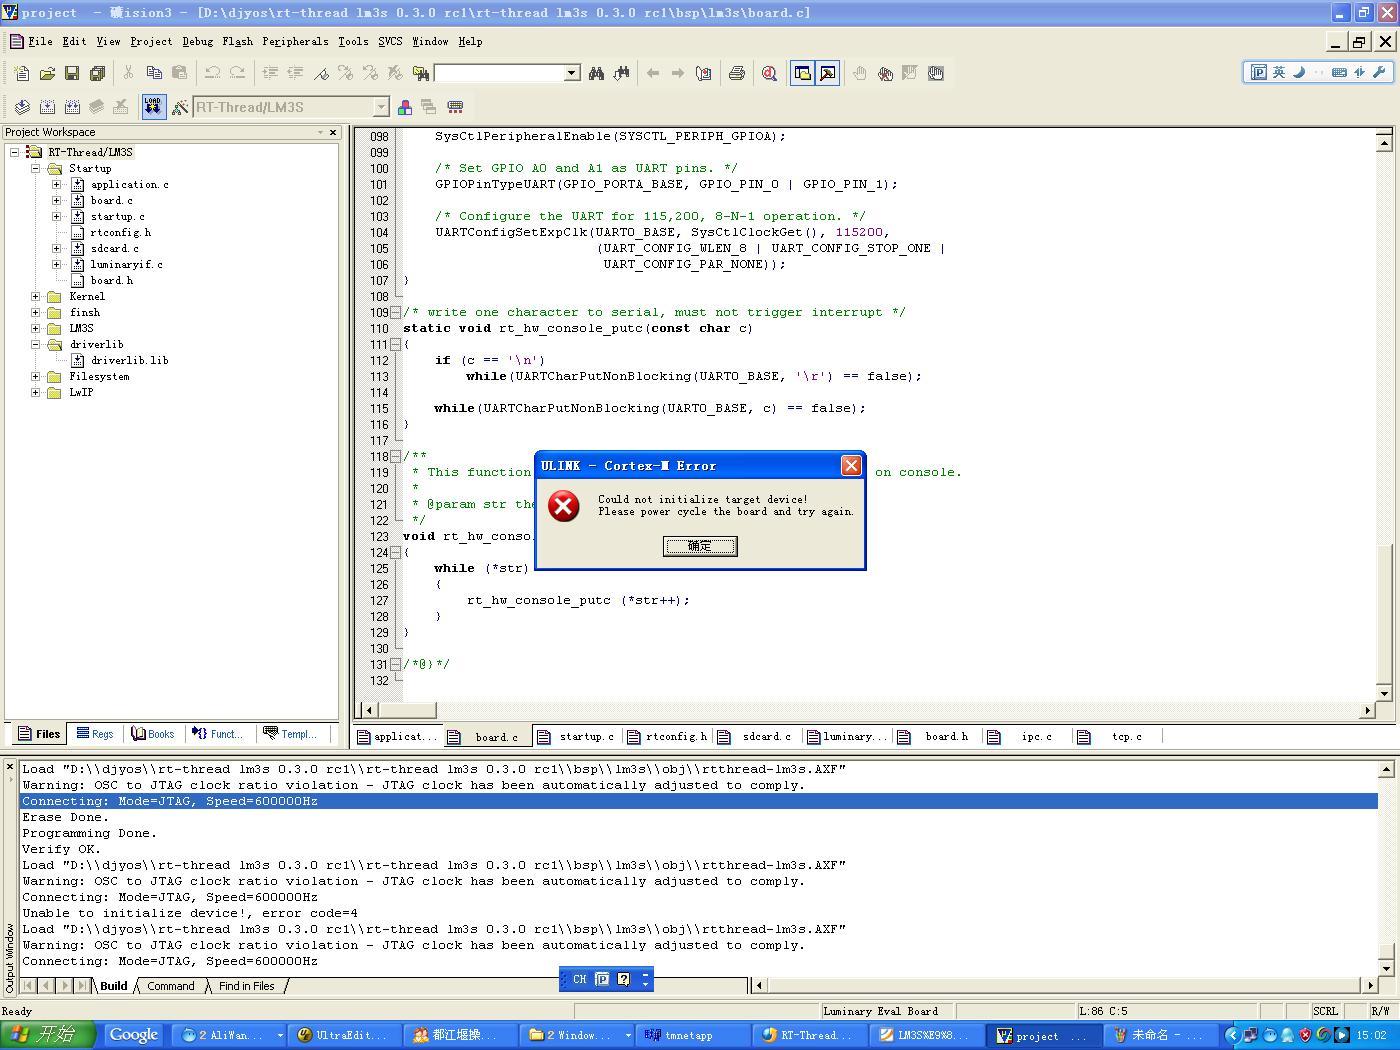 project - 礦ision3 - [D:\djyos\rt-thread lm3s 0.3.0 rc1\rt-thread lm3s 0.3.0 rc1\bsp\lm3s\board.c]
File Edit View Project Debug Flash Peripherals Tools SVCS Window Help
英
LOAD
RT-Thread/LM3S
Project Workspace
RT-Thread/LM3S
Startup
application.c
board.c
startup.c
rtconfig.h
sdcard.c
luminaryif.c
board.h
Kernel
finsh
LM3S
driverlib
driverlib.lib
Filesystem
LwIP
Files Regs Books Funct... Templ...
098 SysCtlPeripheralEnable(SYSCTL_PERIPH_GPIOA);
099
100 /* Set GPIO A0 and A1 as UART pins. */
101 GPIOPinTypeUART(GPIO_PORTA_BASE, GPIO_PIN_0 | GPIO_PIN_1);
102
103 /* Configure the UART for 115,200, 8-N-1 operation. */
104 UARTConfigSetExpClk(UART0_BASE, SysCtlClockGet(), 115200,
105 (UART_CONFIG_WLEN_8 | UART_CONFIG_STOP_ONE |
106 UART_CONFIG_PAR_NONE));
107 }
108
109 /* write one character to serial, must not trigger interrupt */
110 static void rt_hw_console_putc(const char c)
111 {
112 if (c == '\n')
113 while(UARTCharPutNonBlocking(UART0_BASE, '\r') == false);
114
115 while(UARTCharPutNonBlocking(UART0_BASE, c) == false);
116 }
117
118 /**
119 * This function on console.
120 *
121 * @param str the
122 */
123 void rt_hw_conso
124 {
125 while (*str)
126 {
127 rt_hw_console_putc (*str++);
128 }
129 }
130
131 /*@}*/
132
ULINK - Cortex-M Error
Could not initialize target device!
Please power cycle the board and try again.
确定
applicat... board.c startup.c rtconfig.h sdcard.c luminary... board.h ipc.c tcp.c
Output Window
Load "D:\\djyos\\rt-thread lm3s 0.3.0 rc1\\rt-thread lm3s 0.3.0 rc1\\bsp\\lm3s\\obj\\rtthread-lm3s.AXF"
Warning: OSC to JTAG clock ratio violation - JTAG clock has been automatically adjusted to comply.
Connecting: Mode=JTAG, Speed=600000Hz
Erase Done.
Programming Done.
Verify OK.
Load "D:\\djyos\\rt-thread lm3s 0.3.0 rc1\\rt-thread lm3s 0.3.0 rc1\\bsp\\lm3s\\obj\\rtthread-lm3s.AXF"
Warning: OSC to JTAG clock ratio violation - JTAG clock has been automatically adjusted to comply.
Connecting: Mode=JTAG, Speed=600000Hz
Unable to initialize device!, error code=4
Load "D:\\djyos\\rt-thread lm3s 0.3.0 rc1\\rt-thread lm3s 0.3.0 rc1\\bsp\\lm3s\\obj\\rtthread-lm3s.AXF"
Warning: OSC to JTAG clock ratio violation - JTAG clock has been automatically adjusted to comply.
Connecting: Mode=JTAG, Speed=600000Hz
Build Command Find in Files
CH
Ready Luminary Eval Board L:86 C:5 SCRL R/W
开始 Google 2 AliWan... UltraEdit... 都江堰操... 2 Window... tmnetapp RT-Thread... LM3S%E9%8... project ... 未命名 - ... 15:02